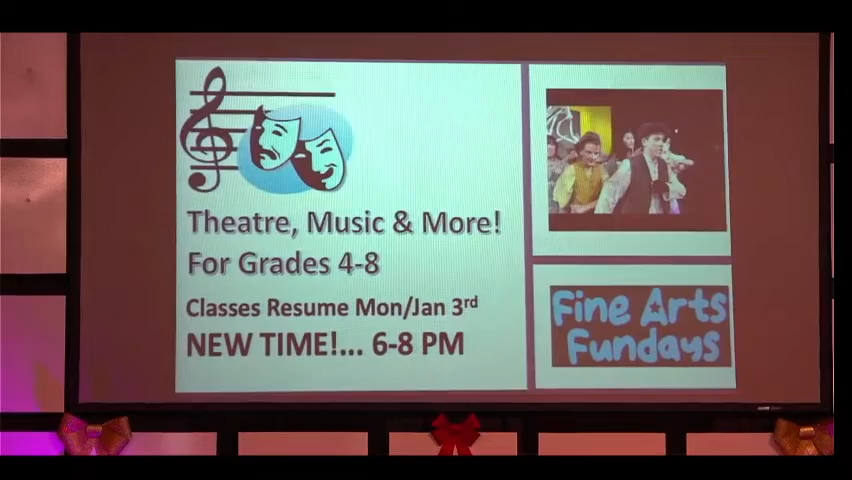 Theatre, Music & More!
For Grades 4-8
Classes Resume Mon/Jan 3rd
NEW TIME!... 6-8 PM
Fine Arts
Fundays